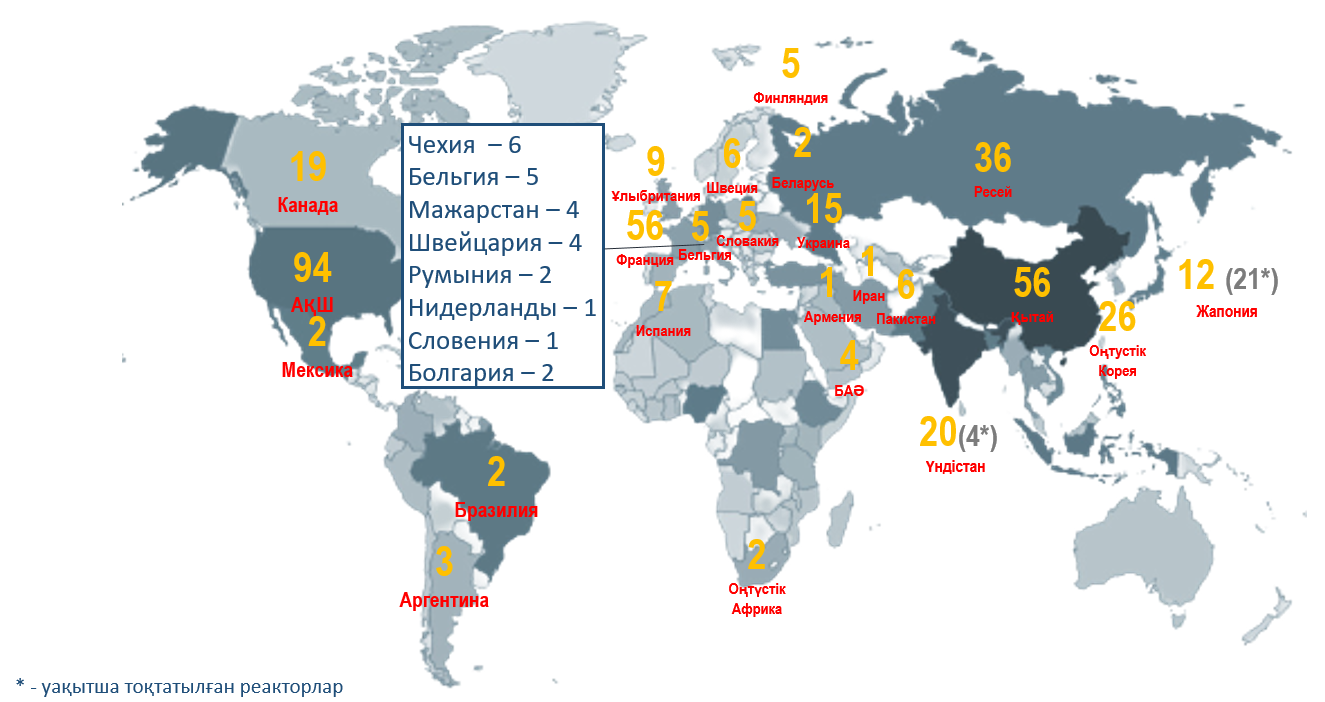 5
Финляндия
Чехия – 6
Бельгия – 5
Мажарстан – 4
Швейцария – 4
Румыния – 2
Нидерланды – 1
Словения – 1
Болгария – 2
19
Канада
94
АҚШ
2
Мексика
9
Ұлыбритания
6
Швеция
2
Беларусь
36
Ресей
56
Франция
5
Бельгия
5
Словакия
15
Украина
7
Испания
1
Армения
1
Иран
6
Пакистан
56
Қытай
12 (21*)
Жапония
26
Оңтустік
Корея
4
БАӘ
20(4*)
Үндістан
2
Бразилия
3
Аргентина
2
Оңтүстік
Африка
* - уақытша тоқтатылған реакторлар